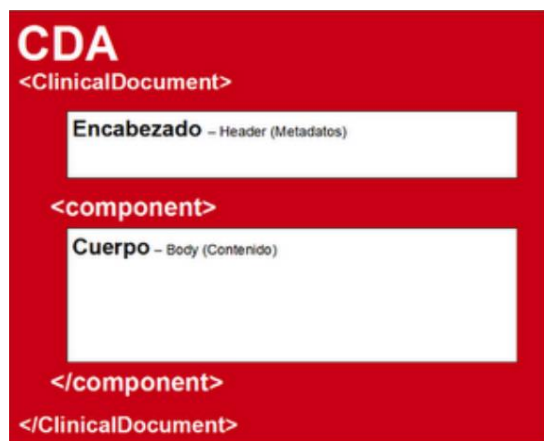 CDA
<ClinicalDocument>
Encabezado – Header (Metadatos)
<component>
Cuerpo – Body (Contenido)
</component>
</ClinicalDocument>